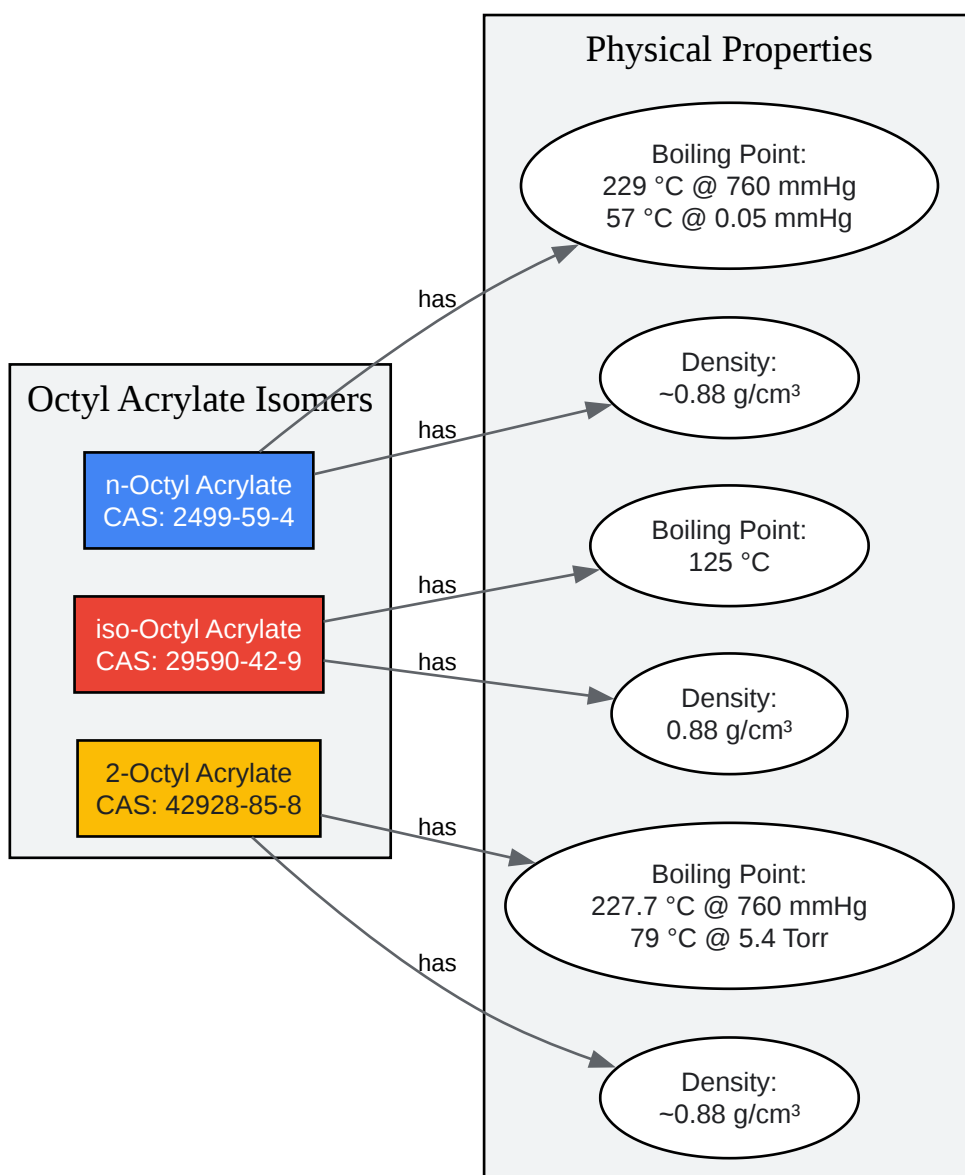 Physical Properties
Boiling Point:
229 °C @ 760 mmHg
57 °C @ 0.05 mmHg
has
Density:
~0.88 g/cm³
has
Octyl Acrylate Isomers
n-Octyl Acrylate
CAS: 2499-59-4
Boiling Point:
125 °C
has
iso-Octyl Acrylate
CAS: 29590-42-9
has
Density:
0.88 g/cm³
2-Octyl Acrylate
CAS: 42928-85-8
has
Boiling Point:
227.7 °C @ 760 mmHg
79 °C @ 5.4 Torr
has
Density:
~0.88 g/cm³